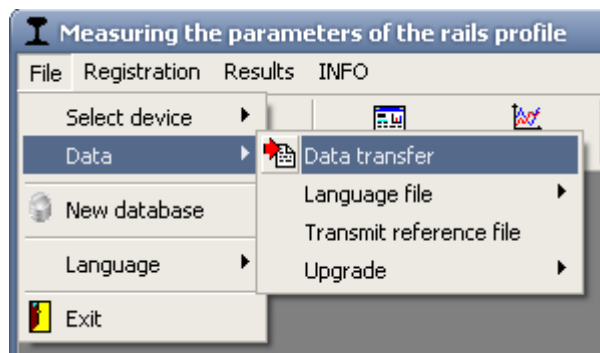 Measuring the parameters of the rails profile
File Registration Results INFO
Select device
Data
Data transfer
Language file
New database
Transmit reference file
Language
Upgrade
Exit